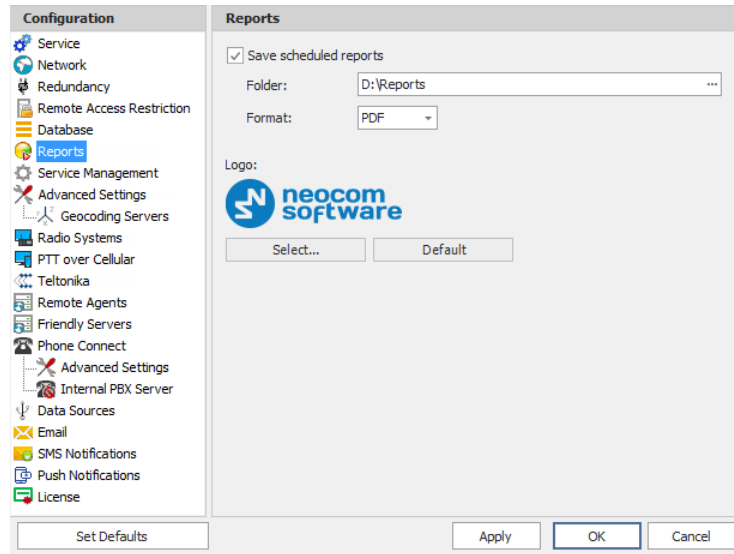 Configuration
Service
Network
Redundancy
Remote Access Restriction
Database
Reports
Service Management
Advanced Settings
Geocoding Servers
Radio Systems
PTT over Cellular
Teltonika
Remote Agents
Friendly Servers
Phone Connect
Advanced Settings
Internal PBX Server
Data Sources
Email
SMS Notifications
Push Notifications
License
Set Defaults
Reports
Save scheduled reports
Folder: D:\Reports ...
Format: PDF
Logo:
neocom
software
Select... Default
Apply OK Cancel